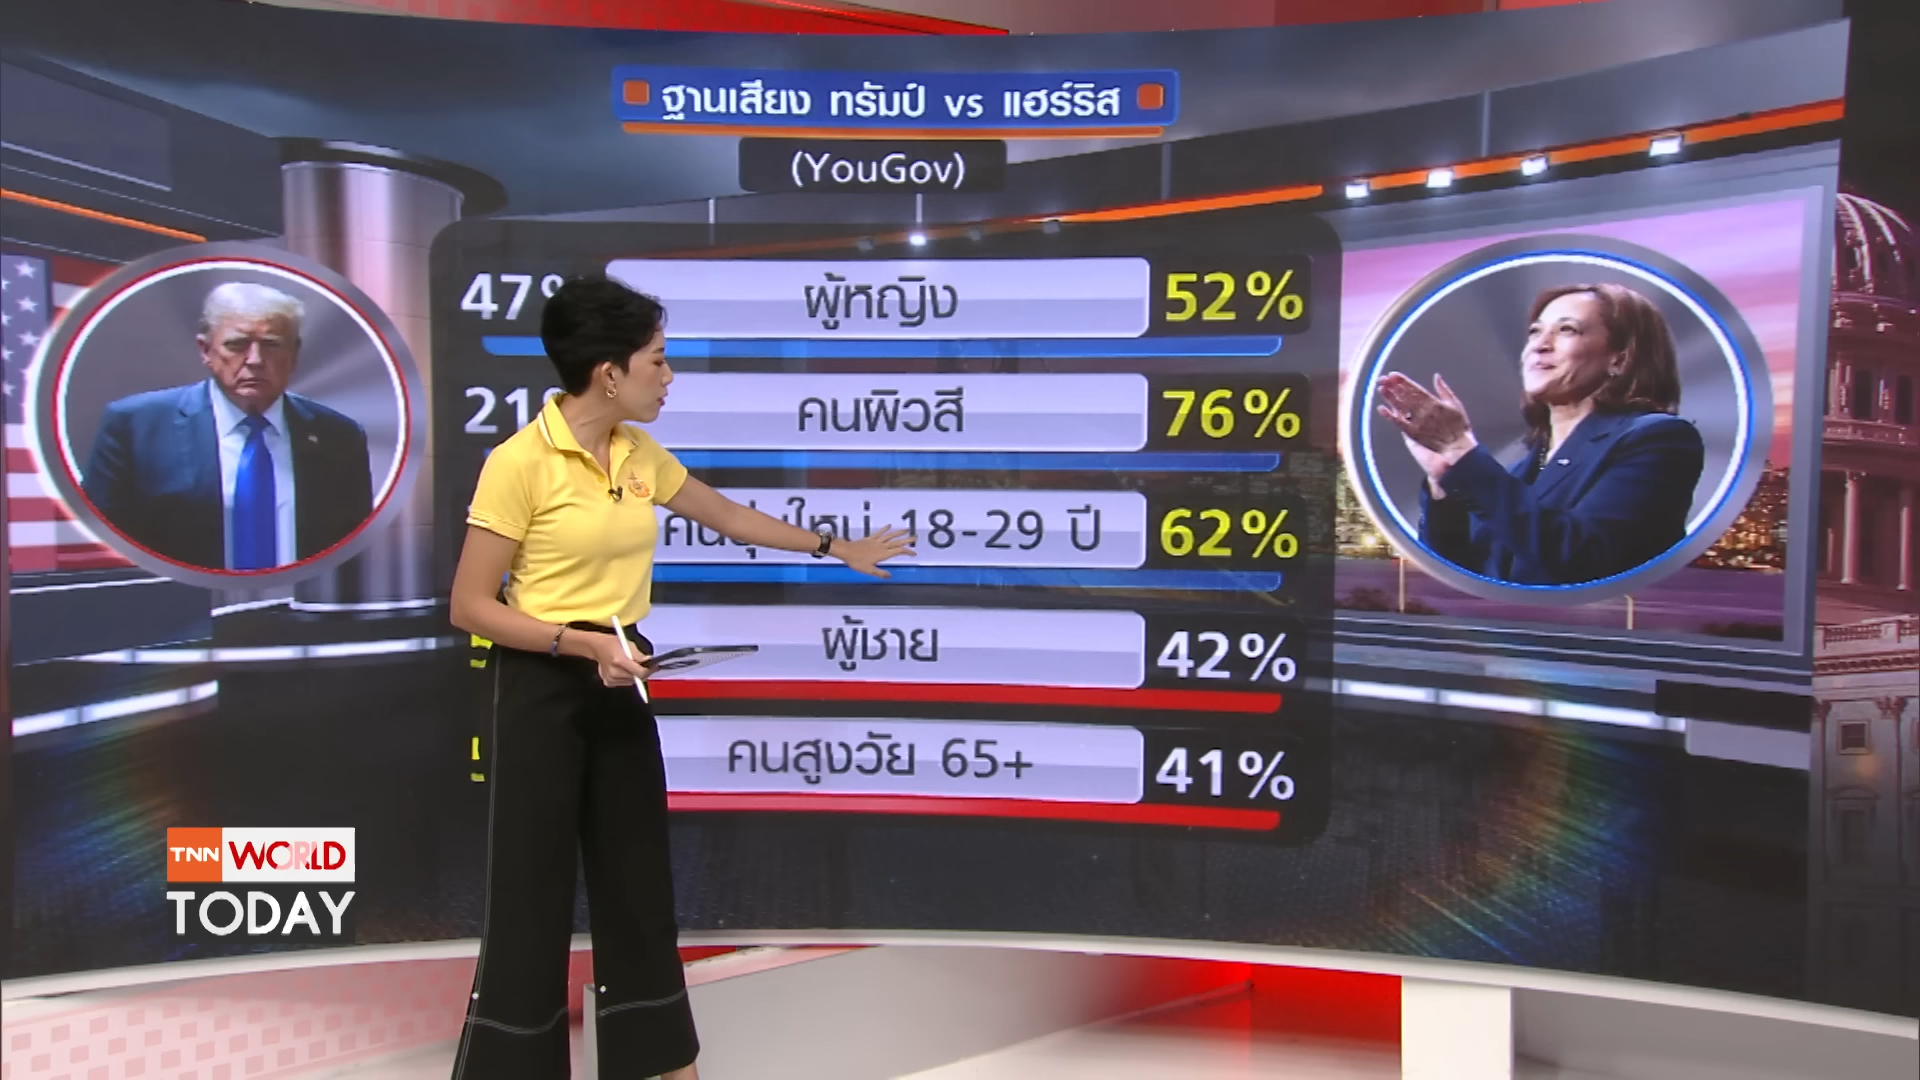 ฐานเสียง ทรัมป์ vs แฮร์ริส
(YouGov)
47% ผู้หญิง 52%
21 คนผิวสี 76%
18-29 ปี 62%
ผู้ชาย 42%
คนสูงวัย 65+ 41%
TNN WORLD
TODAY